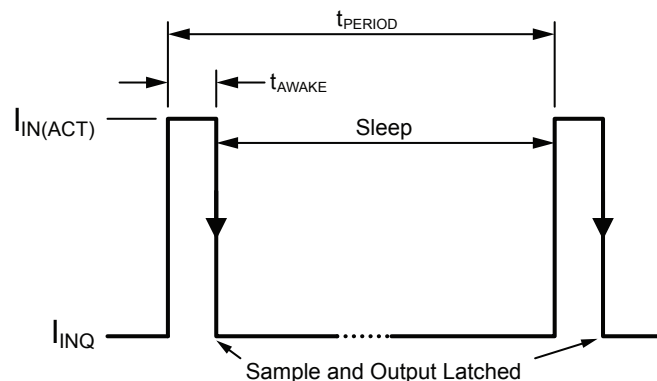 tPERIOD
tAWAKE
IIN(ACT)
Sleep
IINQ
Sample and Output Latched